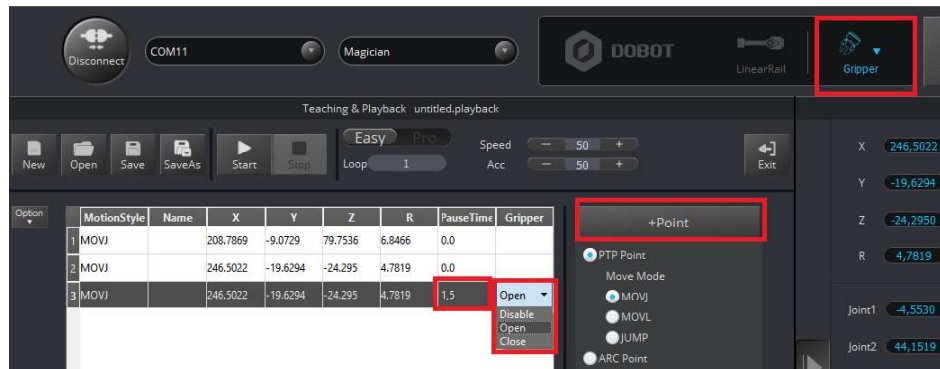 Disconnect COM11 Magician DOBOT LinearRail Gripper
Teaching & Playback untitled.playback
New Open Save SaveAs Start Stop Easy Pro Speed 50 Exit
Loop 1 Acc 50
X 246,5022
Y -19,6294
Z -24,2950
R 4,7819
Joint1 -4,5530
Joint2 44,1519
Option
MotionStyle Name X Y Z R PauseTime Gripper
1 MOVJ 208.7869 -9.0729 79.7536 6.8466 0.0
2 MOVJ 246.5022 -19.6294 -24.295 4.7819 0.0
3 MOVJ 246.5022 -19.6294 -24.295 4.7819 1,5 Open
Disable
Open
Close
+Point
PTP Point
Move Mode
MOVJ
MOVL
JUMP
ARC Point